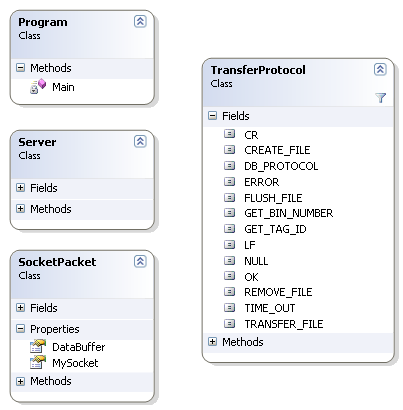 Program
Class
Methods
Main
Server
Class
Fields
Methods
SocketPacket
Class
Fields
Properties
DataBuffer
MySocket
Methods
TransferProtocol
Class
Fields
CR
CREATE_FILE
DB_PROTOCOL
ERROR
FLUSH_FILE
GET_BIN_NUMBER
GET_TAG_ID
LF
NULL
OK
REMOVE_FILE
TIME_OUT
TRANSFER_FILE
Methods